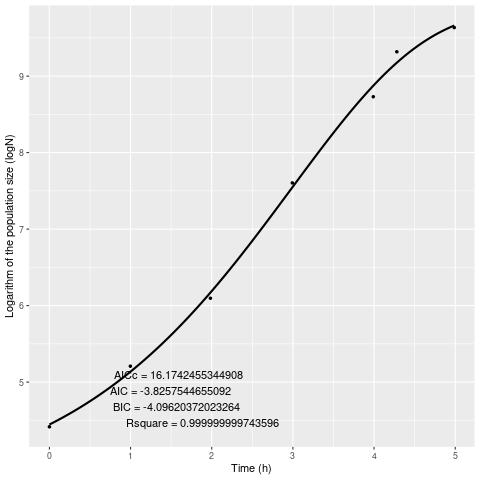 9
8
7
6
5
Logarithm of the population size (logN)
AICc = 16.1742455344908
AIC = -3.8257544655092
BIC = -4.09620372023264
Rsquare = 0.999999999743596
0 1 2 3 4 5
Time (h)